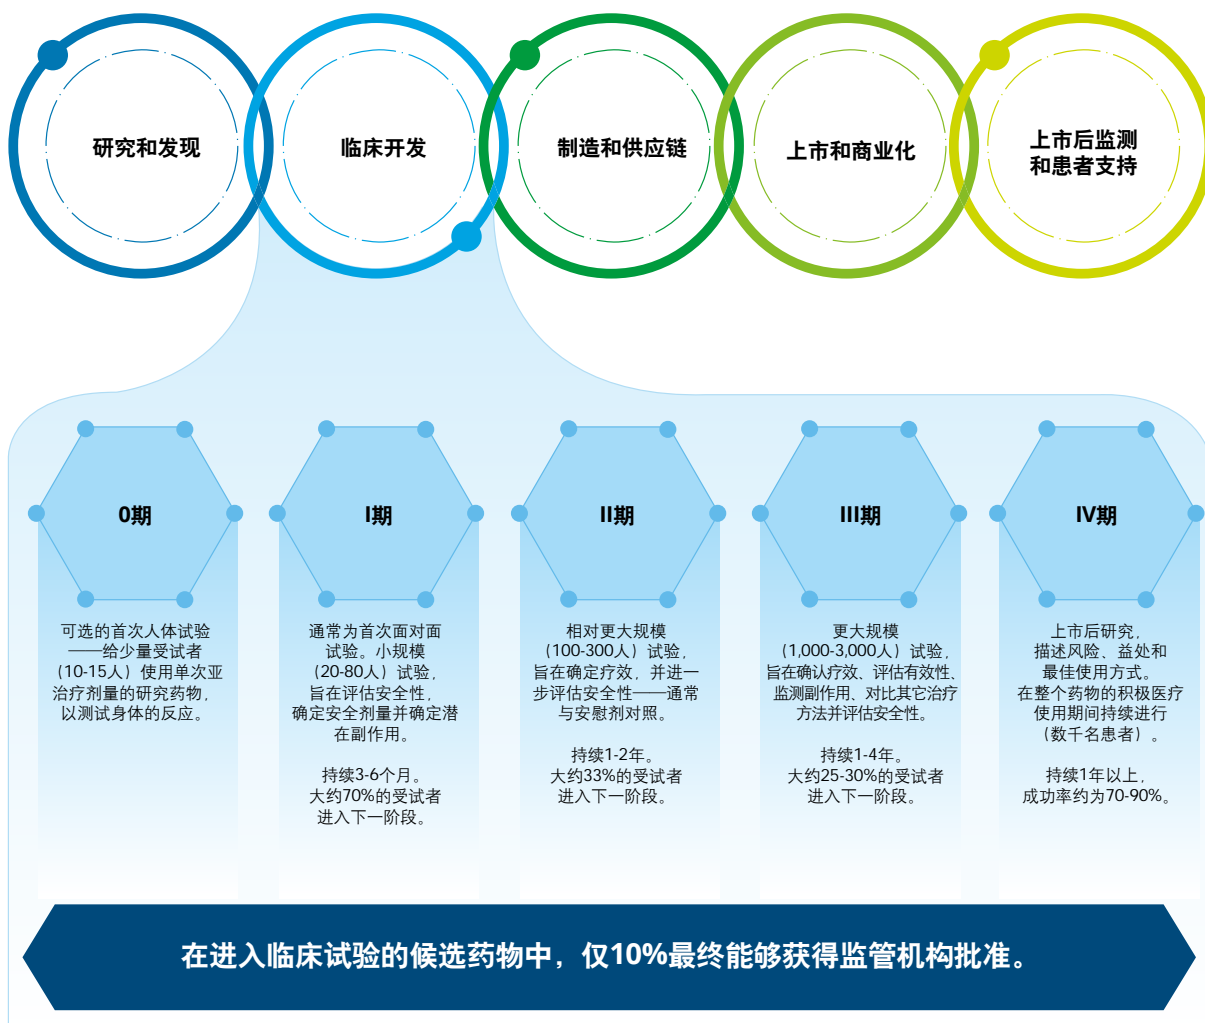 研究和发现
临床开发
制造和供应链
上市和商业化
上市后监测
和患者支持
0期
I期
II期
III期
IV期
可选的首次人体试验
——给少量受试者
（10-15人）使用单次亚
治疗剂量的研究药物，
以测试身体的反应。
通常为首次面对面
试验。小规模
（20-80人）试验，
旨在评估安全性，
确定安全剂量并确定潜
在副作用。
持续3-6个月。
大约70%的受试者
进入下一阶段。
相对更大规模
（100-300人）试验，
旨在确定疗效，并进一
步评估安全性——通常
与安慰剂对照。
持续1-2年。
大约33%的受试者
进入下一阶段。
更大规模
（1,000-3,000人）试验，
旨在确认疗效、评估有效性、
监测副作用、对比其它治疗
方法并评估安全性。
持续1-4年。
大约25-30%的受试者
进入下一阶段。
上市后研究，
描述风险、益处和
最佳使用方式。
在整个药物的积极医疗
使用期间持续进行
（数千名患者）。
持续1年以上，
成功率约为70-90%。
在进入临床试验的候选药物中，仅10%最终能够获得监管机构批准。